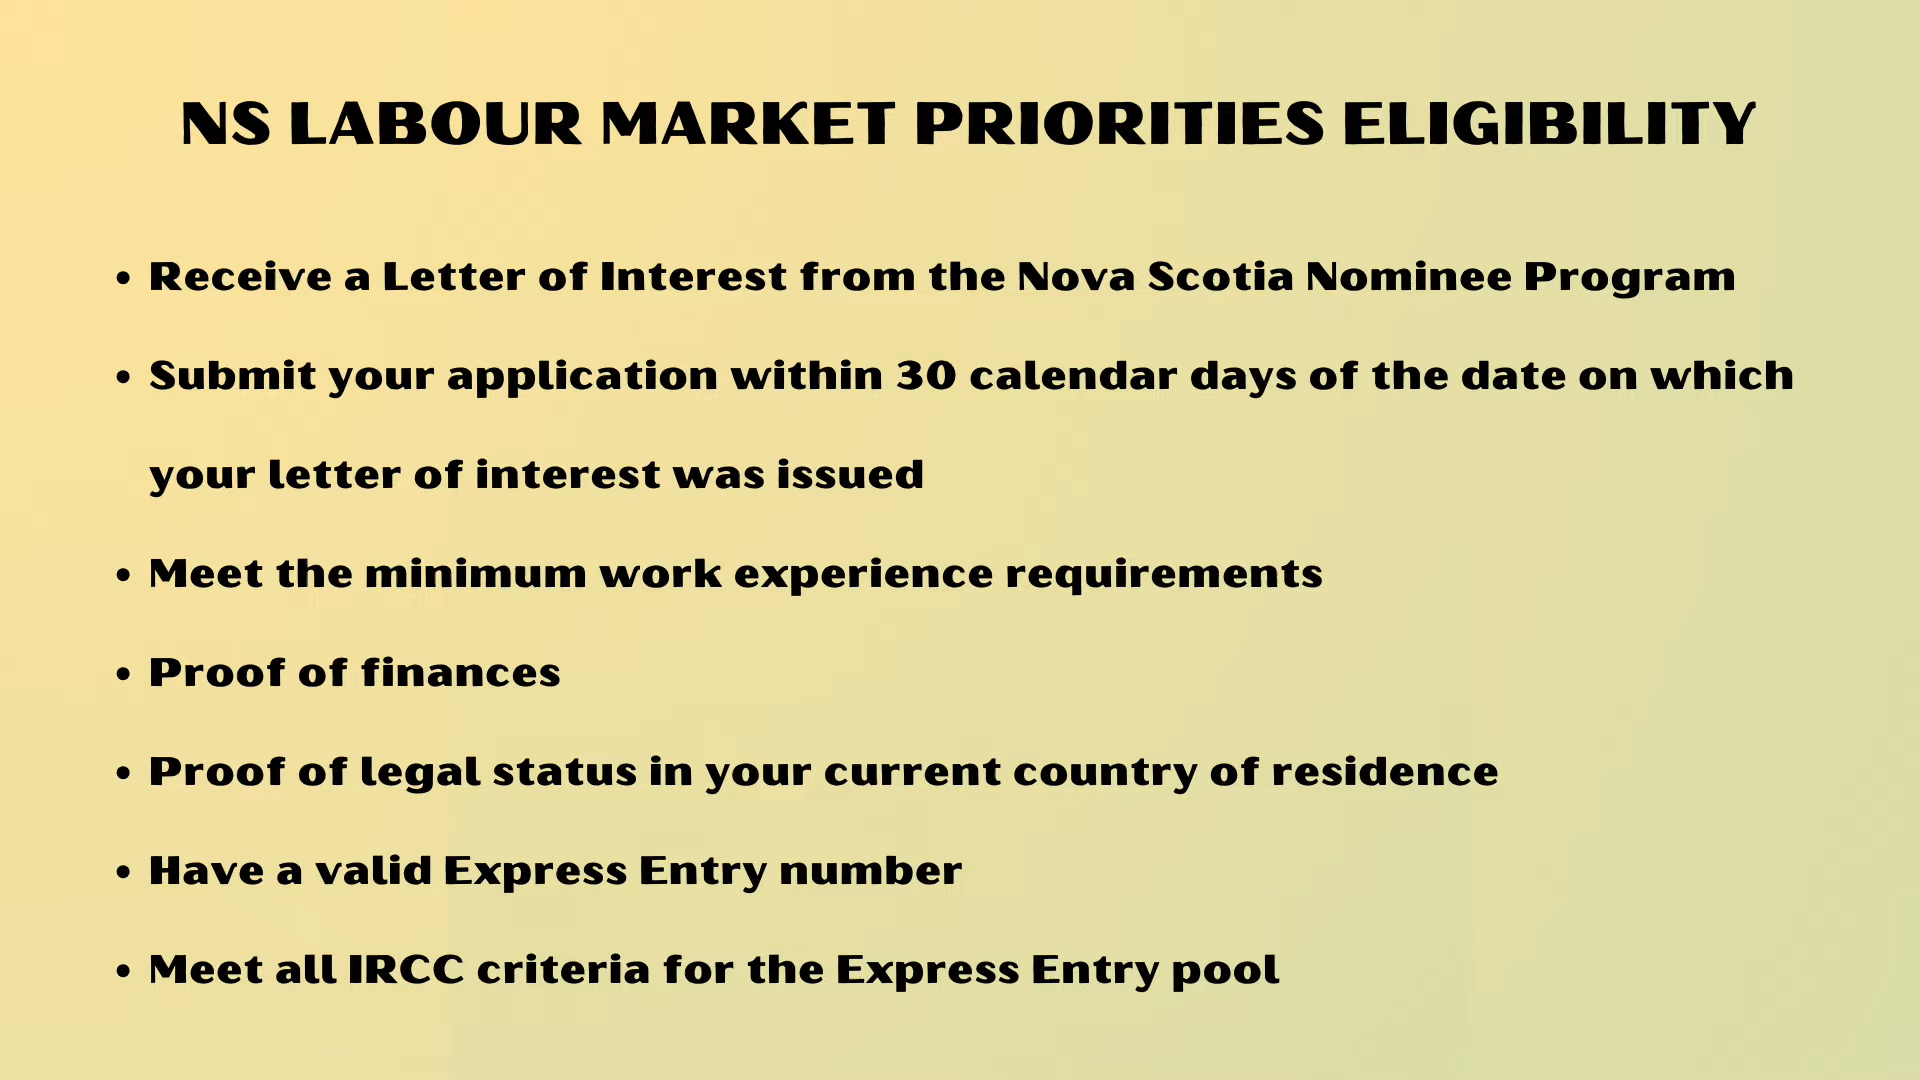 NS LABOUR MARKET PRIORITIES ELIGIBILITY
• Receive a Letter of Interest from the Nova Scotia Nominee Program
• Submit your application within 30 calendar days of the date on which
your letter of interest was issued
• Meet the minimum work experience requirements
• Proof of finances
• Proof of legal status in your current country of residence
• Have a valid Express Entry number
• Meet all IRCC criteria for the Express Entry pool